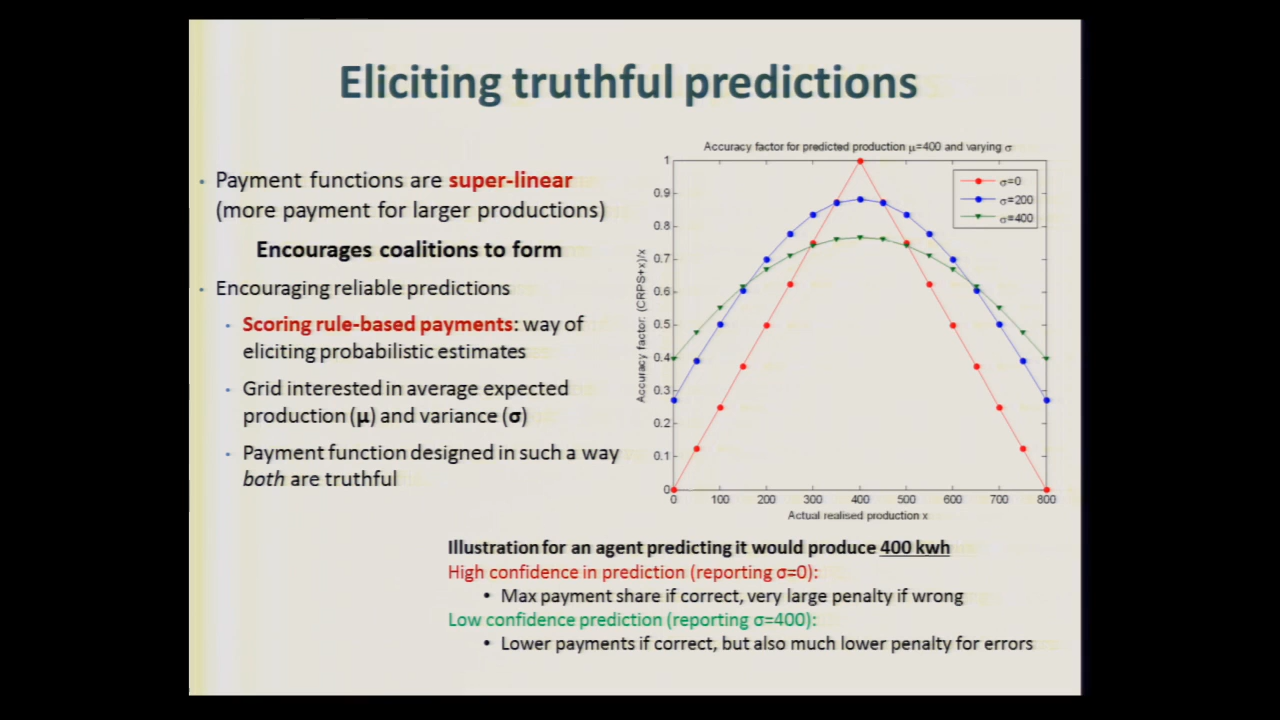 Eliciting truthful predictions
• Payment functions are super-linear
(more payment for larger productions)
Encourages coalitions to form
• Encouraging reliable predictions
• Scoring rule-based payments: way of
eliciting probabilistic estimates
• Grid interested in average expected
production (μ) and variance (σ)
• Payment function designed in such a way
both are truthful
Accuracy factor for predicted production μ=400 and varying σ
Accuracy factor: (CRPS+x)/x
1
0.9
0.8
0.7
0.6
0.5
0.4
0.3
0.2
0.1
0
0 100 200 300 400 500 600 700 800
Actual realised production x
σ=0
σ=200
σ=400
Illustration for an agent predicting it would produce 400 kwh
High confidence in prediction (reporting σ=0):
• Max payment share if correct, very large penalty if wrong
Low confidence prediction (reporting σ=400):
• Lower payments if correct, but also much lower penalty for errors